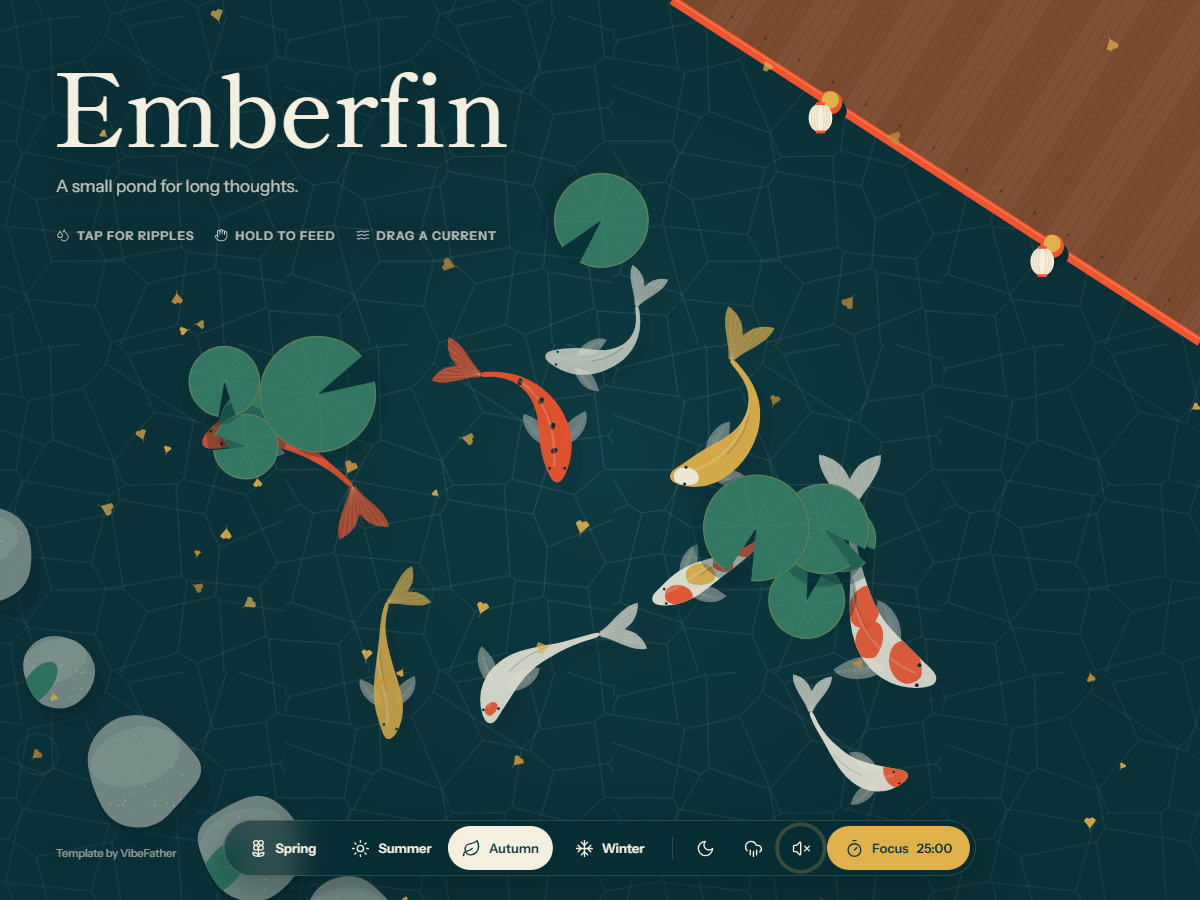 Emberfin
A small pond for long thoughts.
TAP FOR RIPPLES HOLD TO FEED DRAG A CURRENT
Template by VibeFather Spring Summer Autumn Winter Focus 25:00